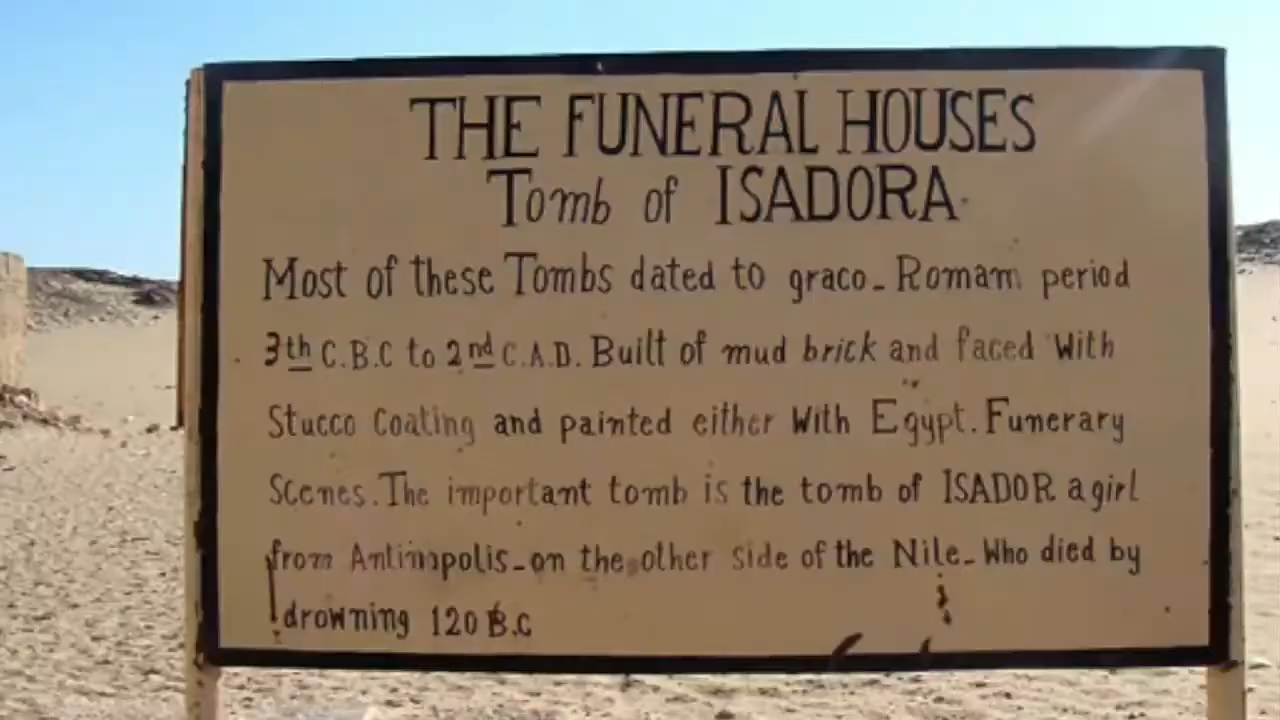 THE FUNERAL HOUSES
Tomb of ISADORA
Most of these Tombs dated to graco_Romam period
3th C.B.C to 2nd C.A.D. Built of mud brick and faced With
Stucco Coating and painted either With Egypt. Funerary
Scenes. The important tomb is the tomb of ISADOR a girl
from Antinopolis_on the other side of the Nile_Who died by
drowning 120 B.C